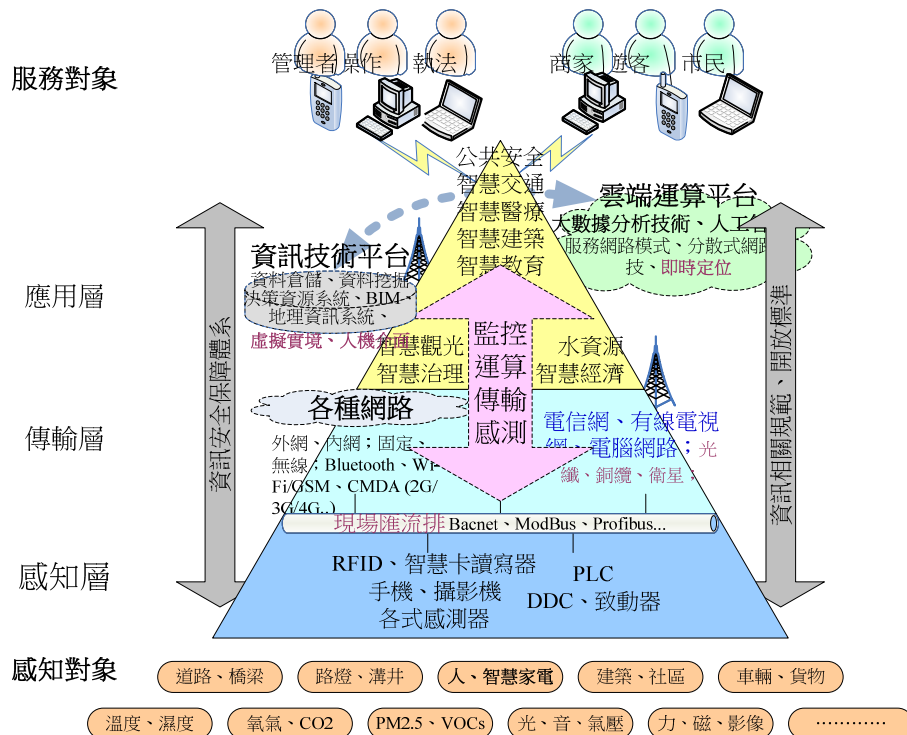 服務對象
管理者 操作 執法
商家 遊客 市民
公共安全
智慧交通
智慧醫療
智慧建築
智慧教育
雲端運算平台
大數據分析技術、人工智
服務網路模式、分散式網路
技、即時定位
資訊技術平台
資料倉儲、資料挖掘
決策資源系統、BIM、
地理資訊系統、
虛擬實境、人機介面
應用層
智慧觀光
智慧治理
水資源
智慧經濟
監控
運算
傳輸
感測
資訊安全保障體系
資訊相關規範、開放標準
傳輸層
各種網路
外網、內網；固定、
無線；Bluetooth、Wi-
Fi/GSM、CMDA (2G/
3G/4G..)
電信網、有線電視
網、電腦網路；光
纖、銅纜、衛星；
現場匯流排 Bacnet、ModBus、Profibus...
感知層
RFID、智慧卡讀寫器
手機、攝影機
各式感測器
PLC
DDC、致動器
感知對象
道路、橋梁
路燈、溝井
人、智慧家電
建築、社區
車輛、貨物
溫度、濕度
氧氣、CO2
PM2.5、VOCs
光、音、氣壓
力、磁、影像
…………